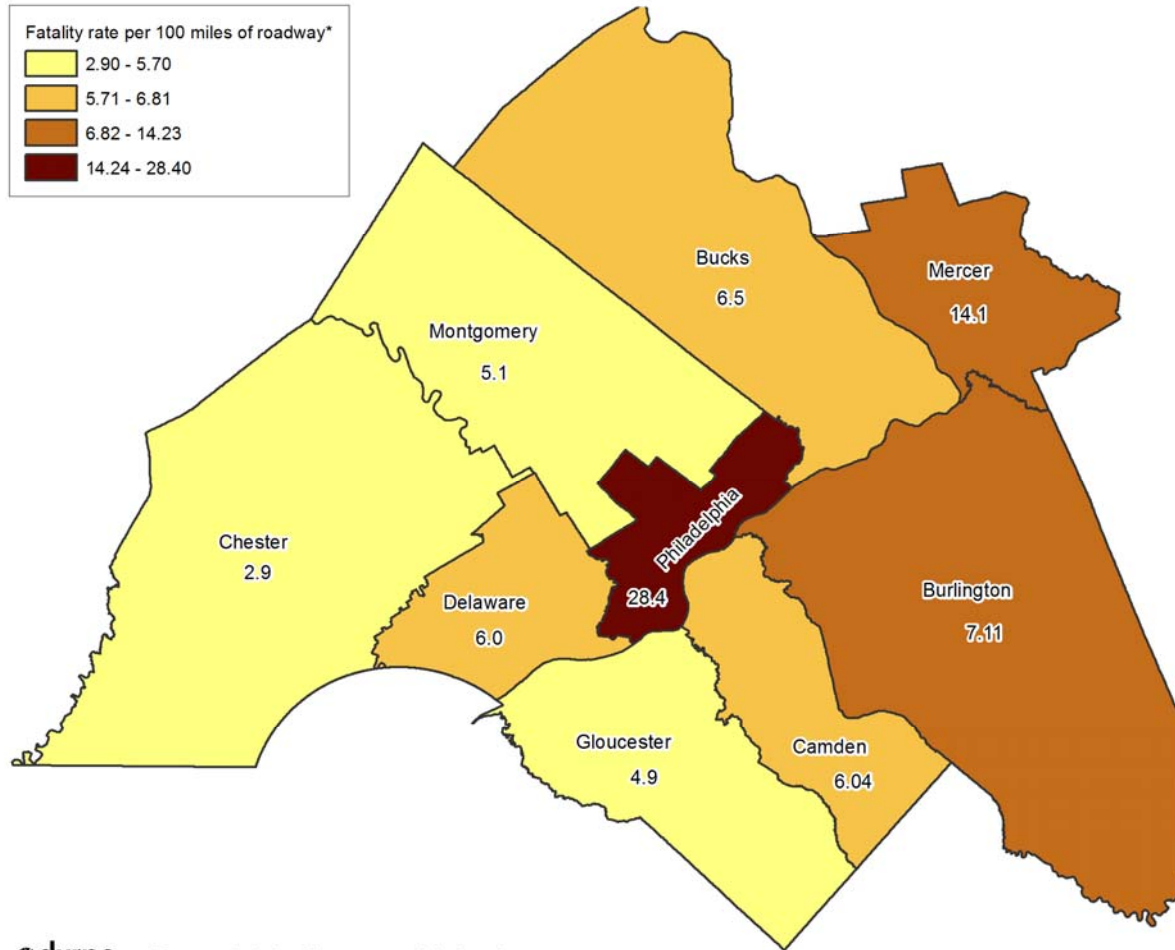 Fatality rate per 100 miles of roadway*
2.90 - 5.70
5.71 - 6.81
6.82 - 14.23
14.24 - 28.40
Bucks
6.5
Mercer
14.1
Montgomery
5.1
Philadelphia
28.4
Chester
2.9
Delaware
6.0
Burlington
7.11
Gloucester
4.9
Camden
6.04